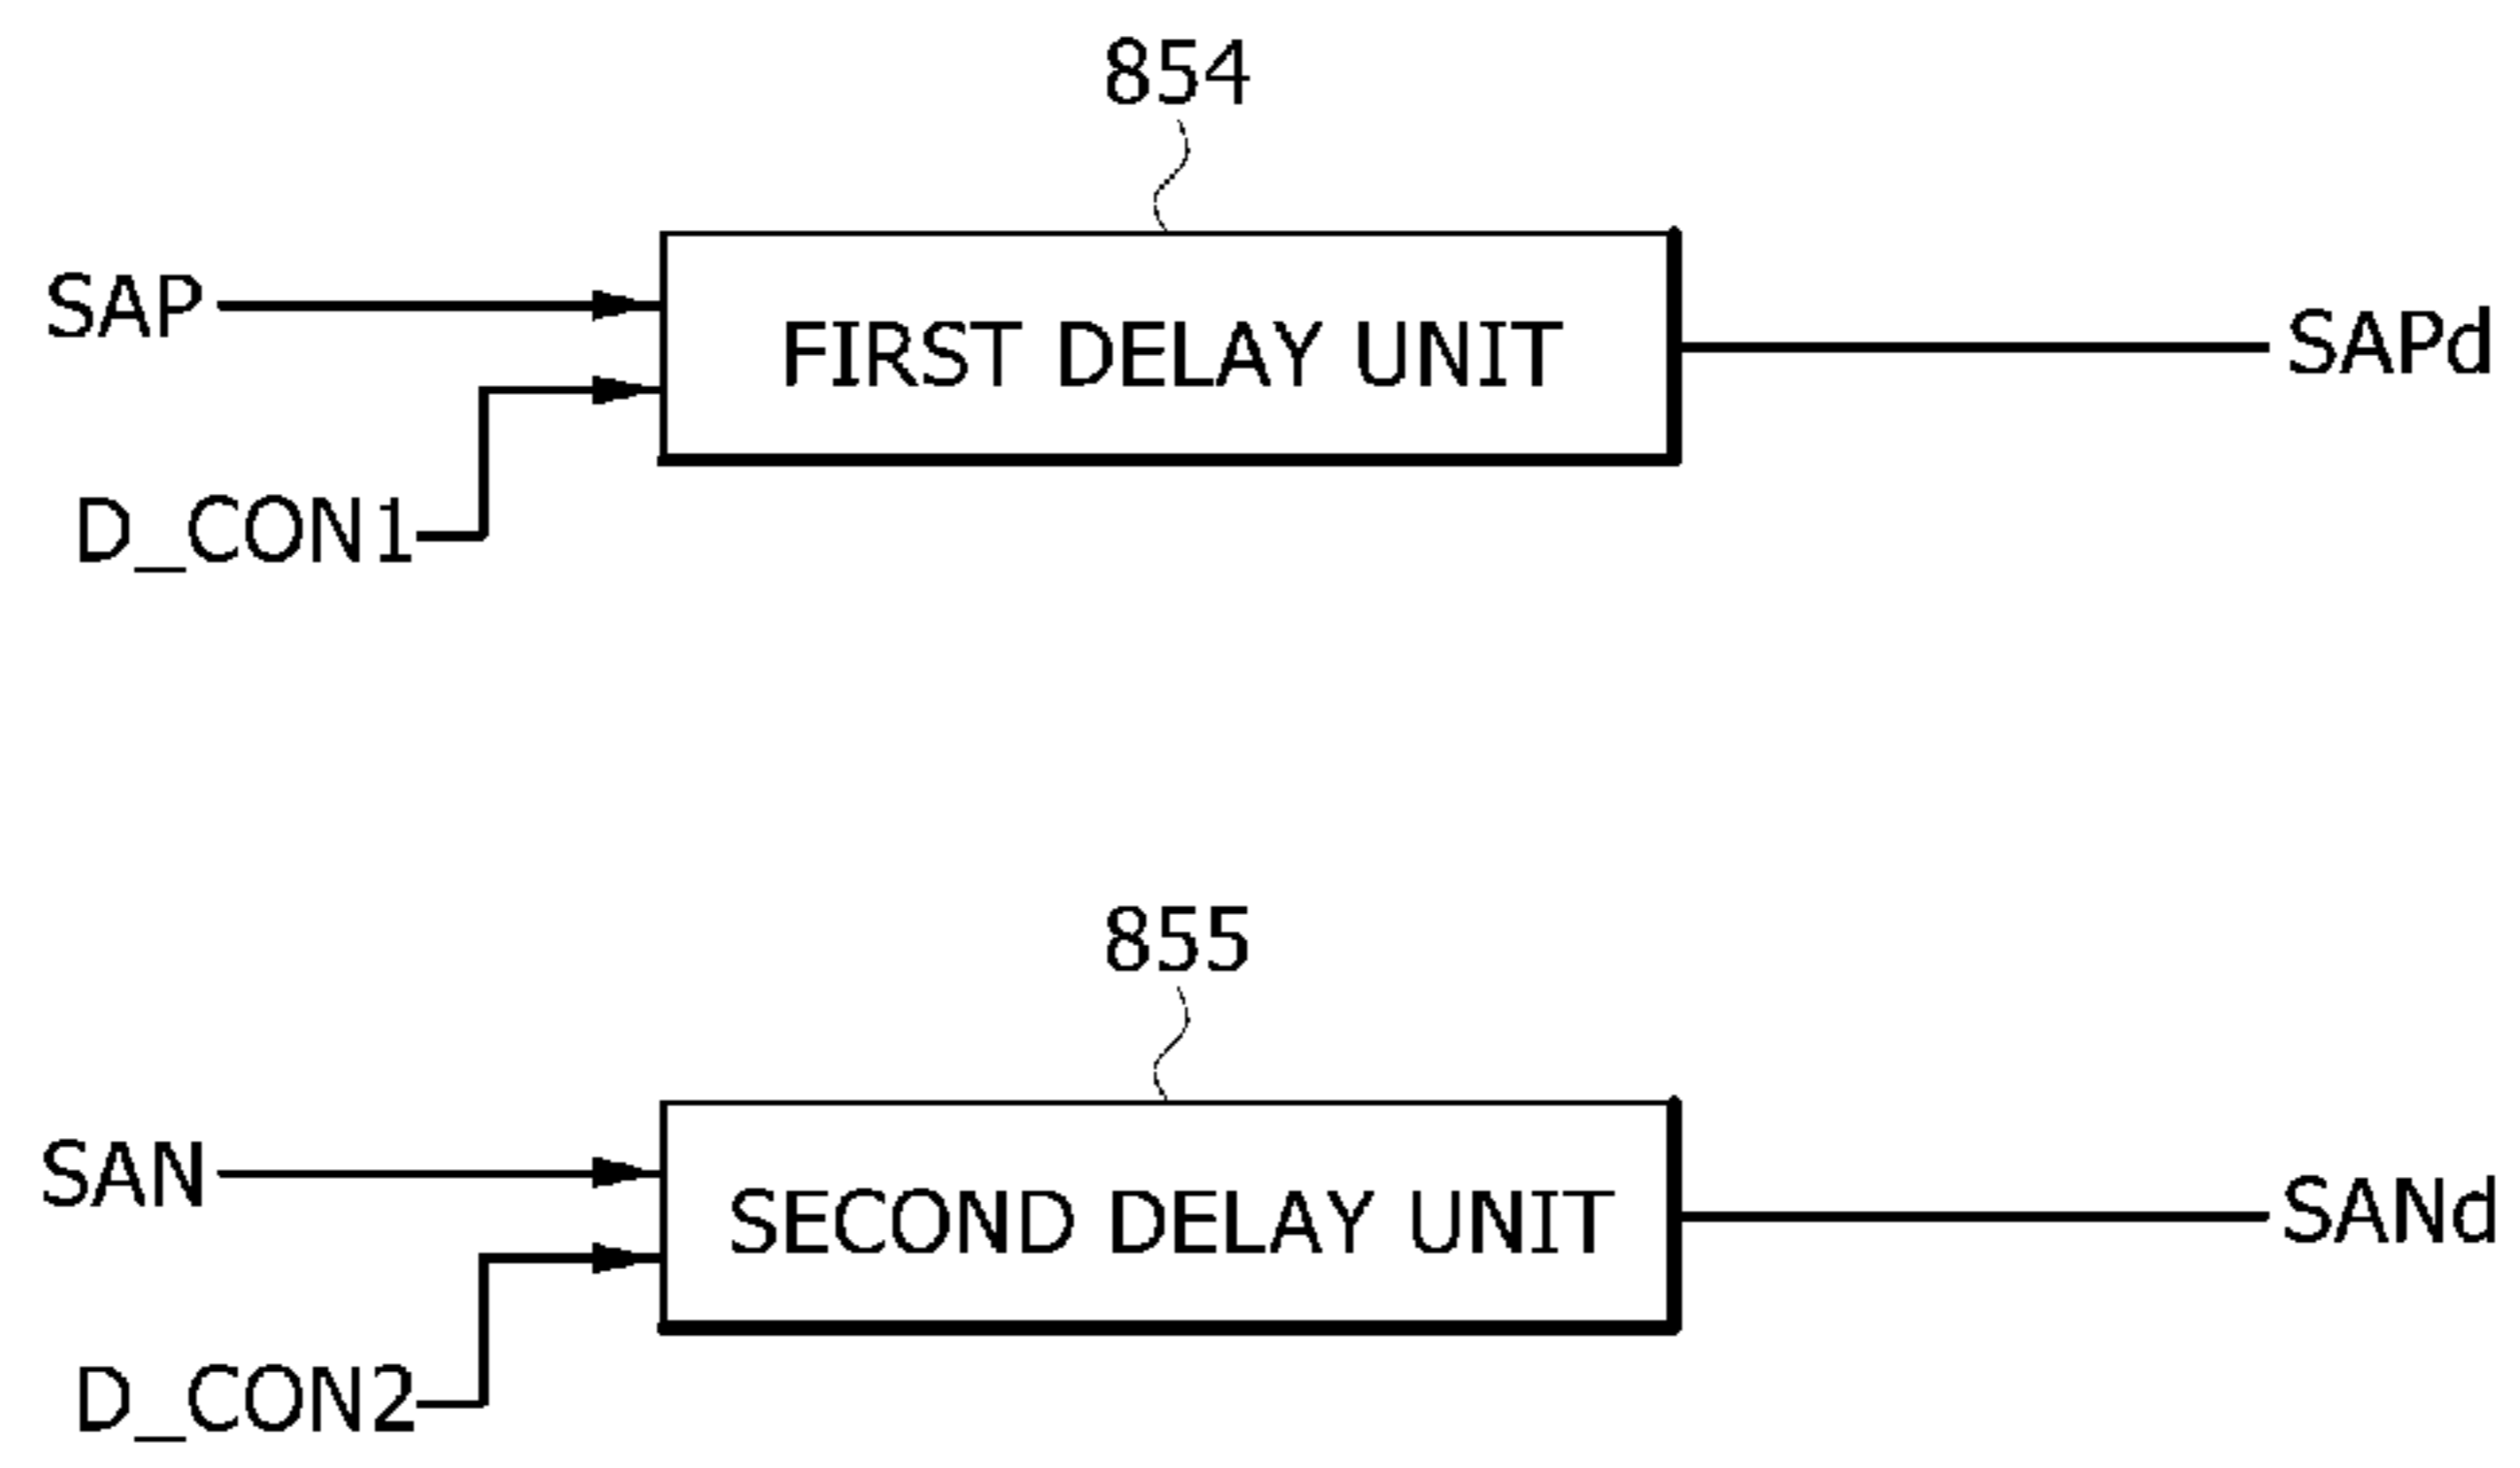 854
SAP
FIRST DELAY UNIT
SAPd
D_CON1
855
SAN
SECOND DELAY UNIT
SANd
D_CON2